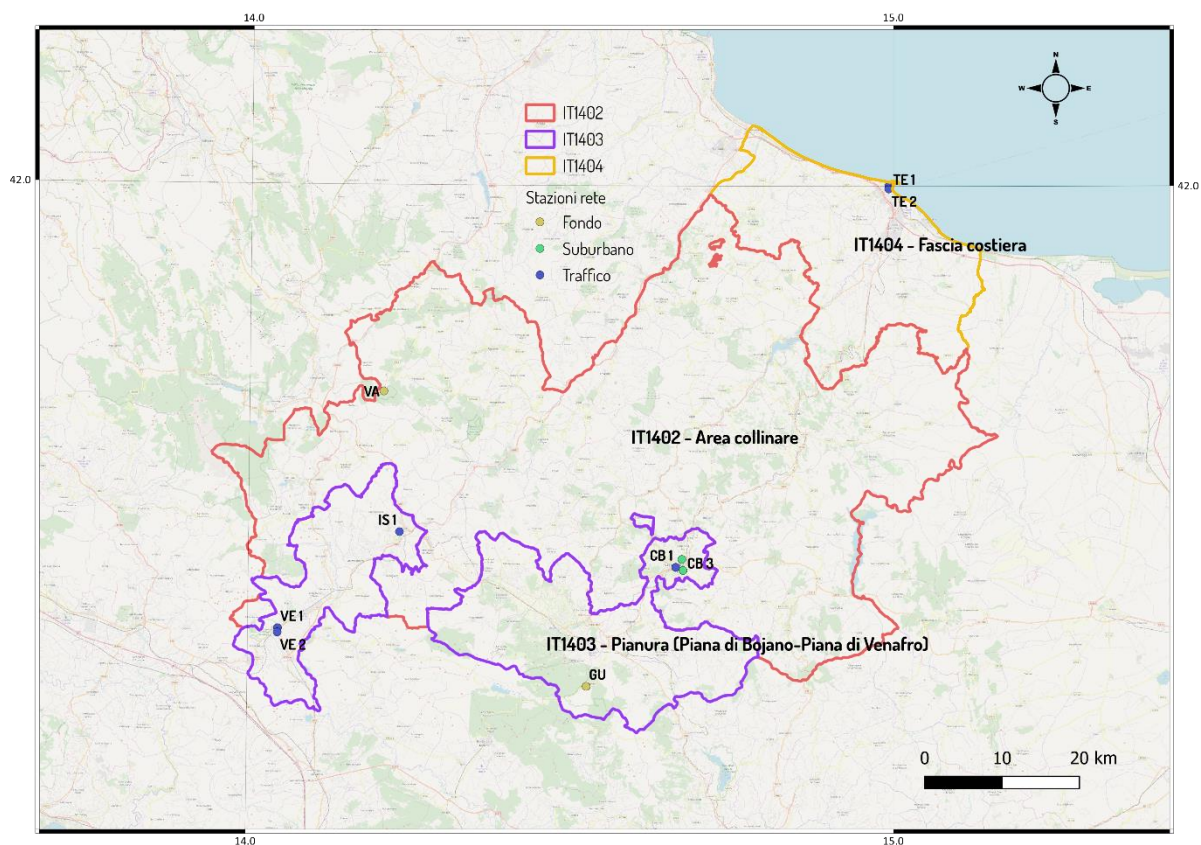 14.0
15.0
N
W
E
S
IT1402
IT1403
IT1404
Stazioni rete
Fondo
Suburbano
Traffico
42.0
42.0
TE 1
TE 2
IT1404 - Fascia costiera
VA
IT1402 - Area collinare
IS 1
CB 1
CB 3
VE 1
VE 2
IT1403 - Pianura (Piana di Bojano-Piana di Venafro)
GU
0 10 20 km
14.0
15.0